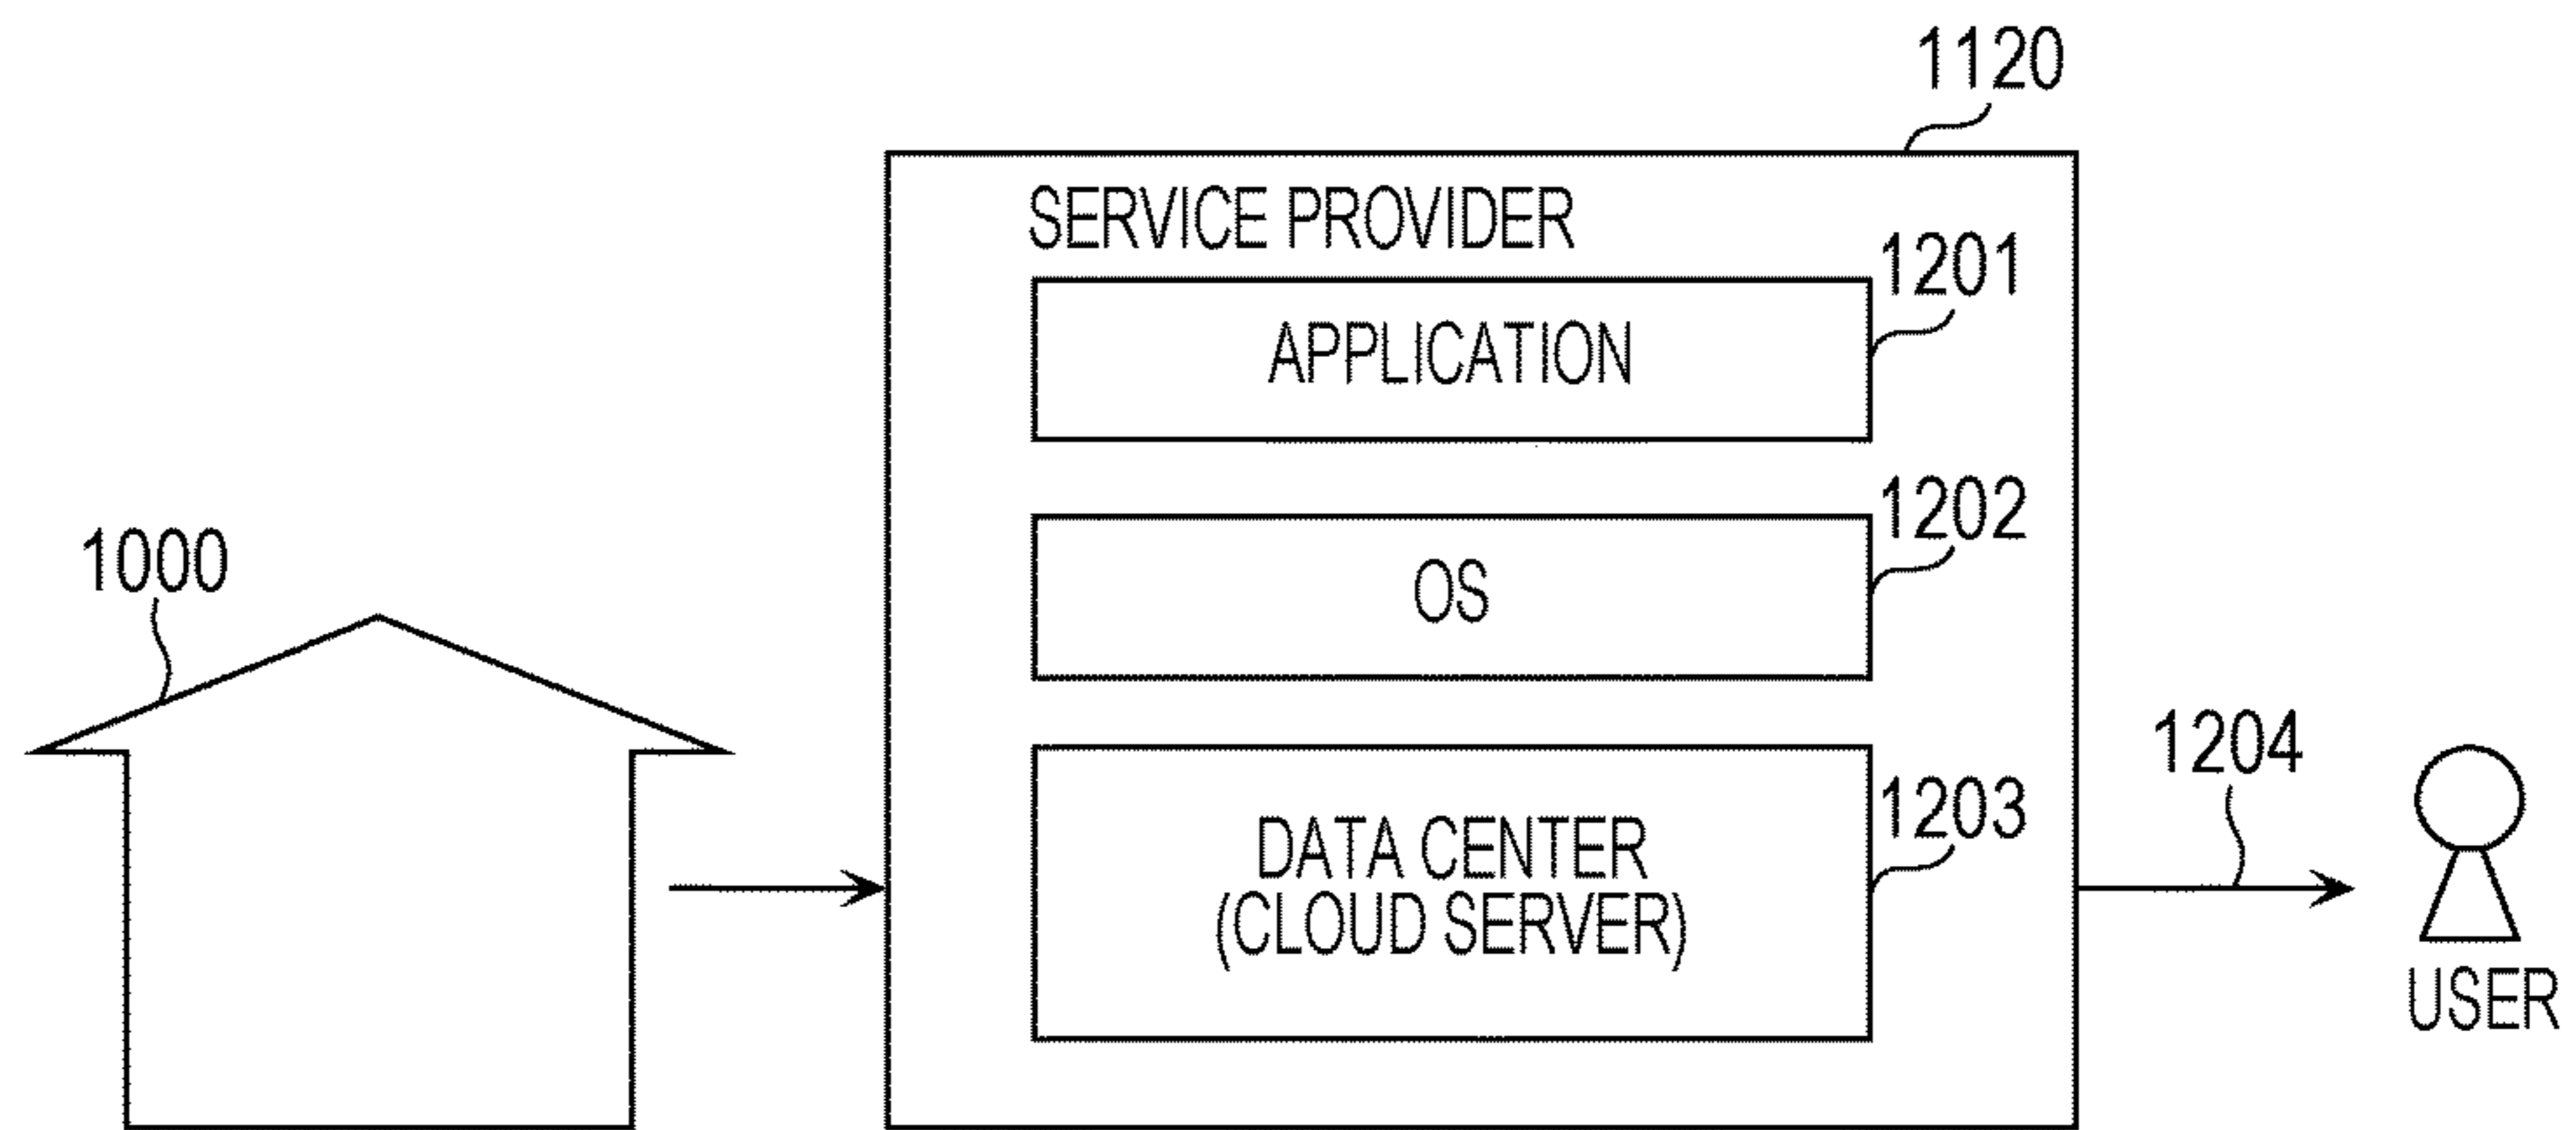 1120
SERVICE PROVIDER
1201
APPLICATION
1202
OS
1000
1204
1203
DATA CENTER
(CLOUD SERVER)
USER